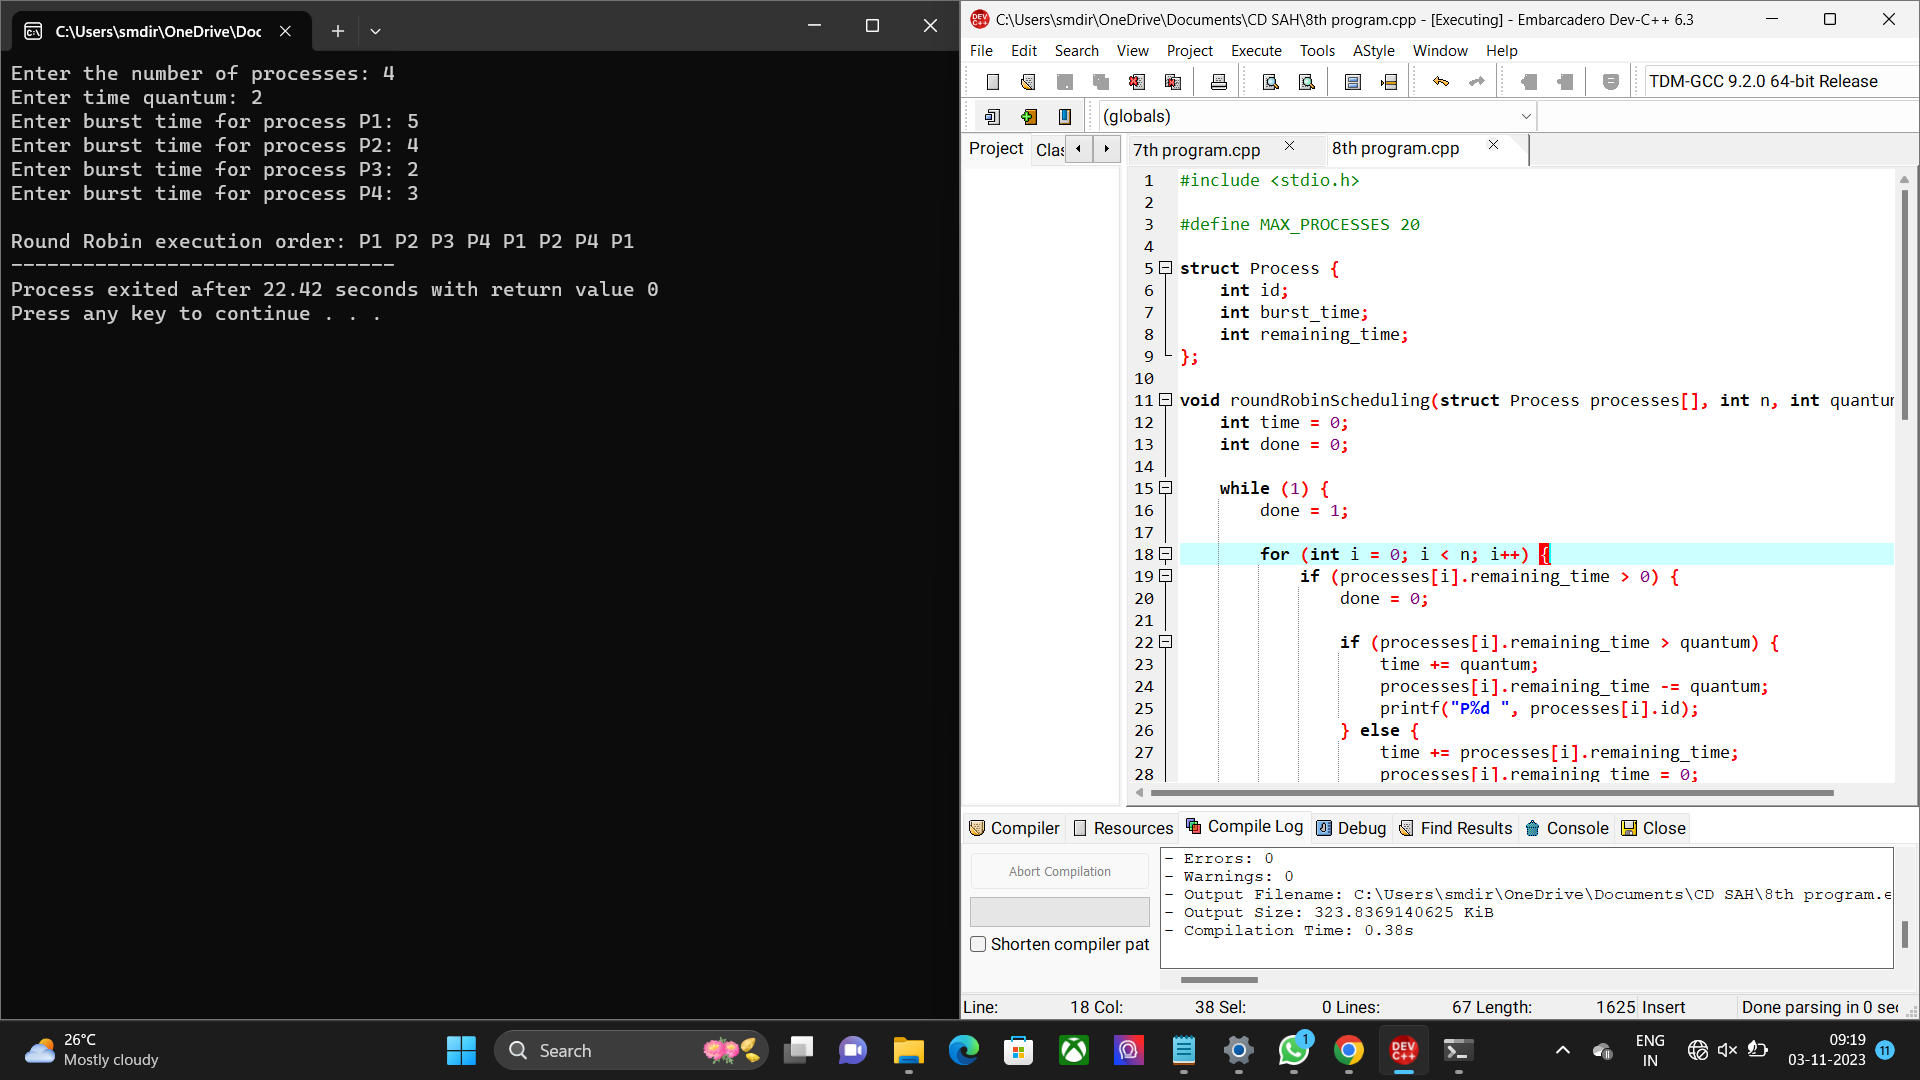 C:\Users\smdir\OneDrive\Doc
Enter the number of processes: 4
Enter time quantum: 2
Enter burst time for process P1: 5
Enter burst time for process P2: 4
Enter burst time for process P3: 2
Enter burst time for process P4: 3
Round Robin execution order: P1 P2 P3 P4 P1 P2 P4 P1
--------------------------------
Process exited after 22.42 seconds with return value 0
Press any key to continue . . .
C:\Users\smdir\OneDrive\Documents\CD SAH\8th program.cpp - [Executing] - Embarcadero Dev-C++ 6.3
File Edit Search View Project Execute Tools AStyle Window Help
TDM-GCC 9.2.0 64-bit Release
(globals)
Project Clas 7th program.cpp 8th program.cpp
1 #include <stdio.h>
2
3 #define MAX_PROCESSES 20
4
5 struct Process {
6 int id;
7 int burst_time;
8 int remaining_time;
9 };
10
11 void roundRobinScheduling(struct Process processes[], int n, int quantum
12 int time = 0;
13 int done = 0;
14
15 while (1) {
16 done = 1;
17
18 for (int i = 0; i < n; i++) {
19 if (processes[i].remaining_time > 0) {
20 done = 0;
21
22 if (processes[i].remaining_time > quantum) {
23 time += quantum;
24 processes[i].remaining_time -= quantum;
25 printf("P%d ", processes[i].id);
26 } else {
27 time += processes[i].remaining_time;
28 processes[i].remaining_time = 0;
Compiler Resources Compile Log Debug Find Results Console Close
Abort Compilation
Shorten compiler pat
- Errors: 0
- Warnings: 0
- Output Filename: C:\Users\smdir\OneDrive\Documents\CD SAH\8th program.e
- Output Size: 323.8369140625 KiB
- Compilation Time: 0.38s
Line: 18 Col: 38 Sel: 0 Lines: 67 Length: 1625 Insert Done parsing in 0 sec
26°C
Mostly cloudy
Search
DEV C++
1
ENG
IN
09:19
03-11-2023
11